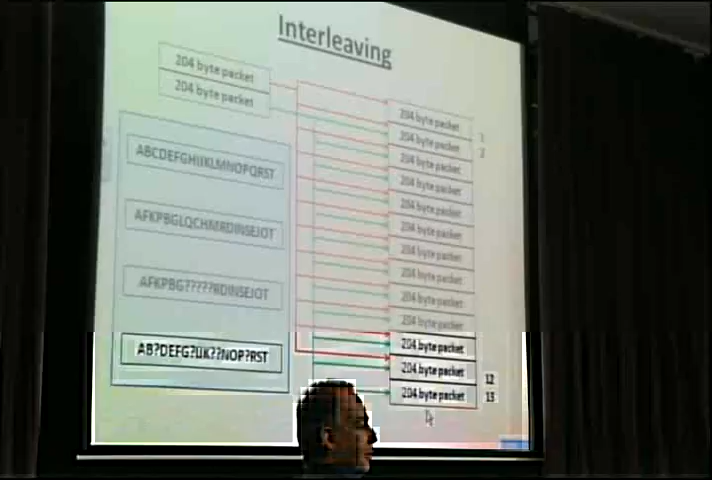 Interleaving
204 byte packet
204 byte packet
ABCDEFGHIJKLMNOPQRST
AFKPBGLQCHMRDINSEJOT
AFKPBG?????RDINSEJOT
AB?DEFG?IJK??NOP?RST
204 byte packet
1
204 byte packet
2
204 byte packet
204 byte packet
204 byte packet
204 byte packet
204 byte packet
204 byte packet
204 byte packet
204 byte packet
204 byte packet
204 byte packet
12
204 byte packet
13